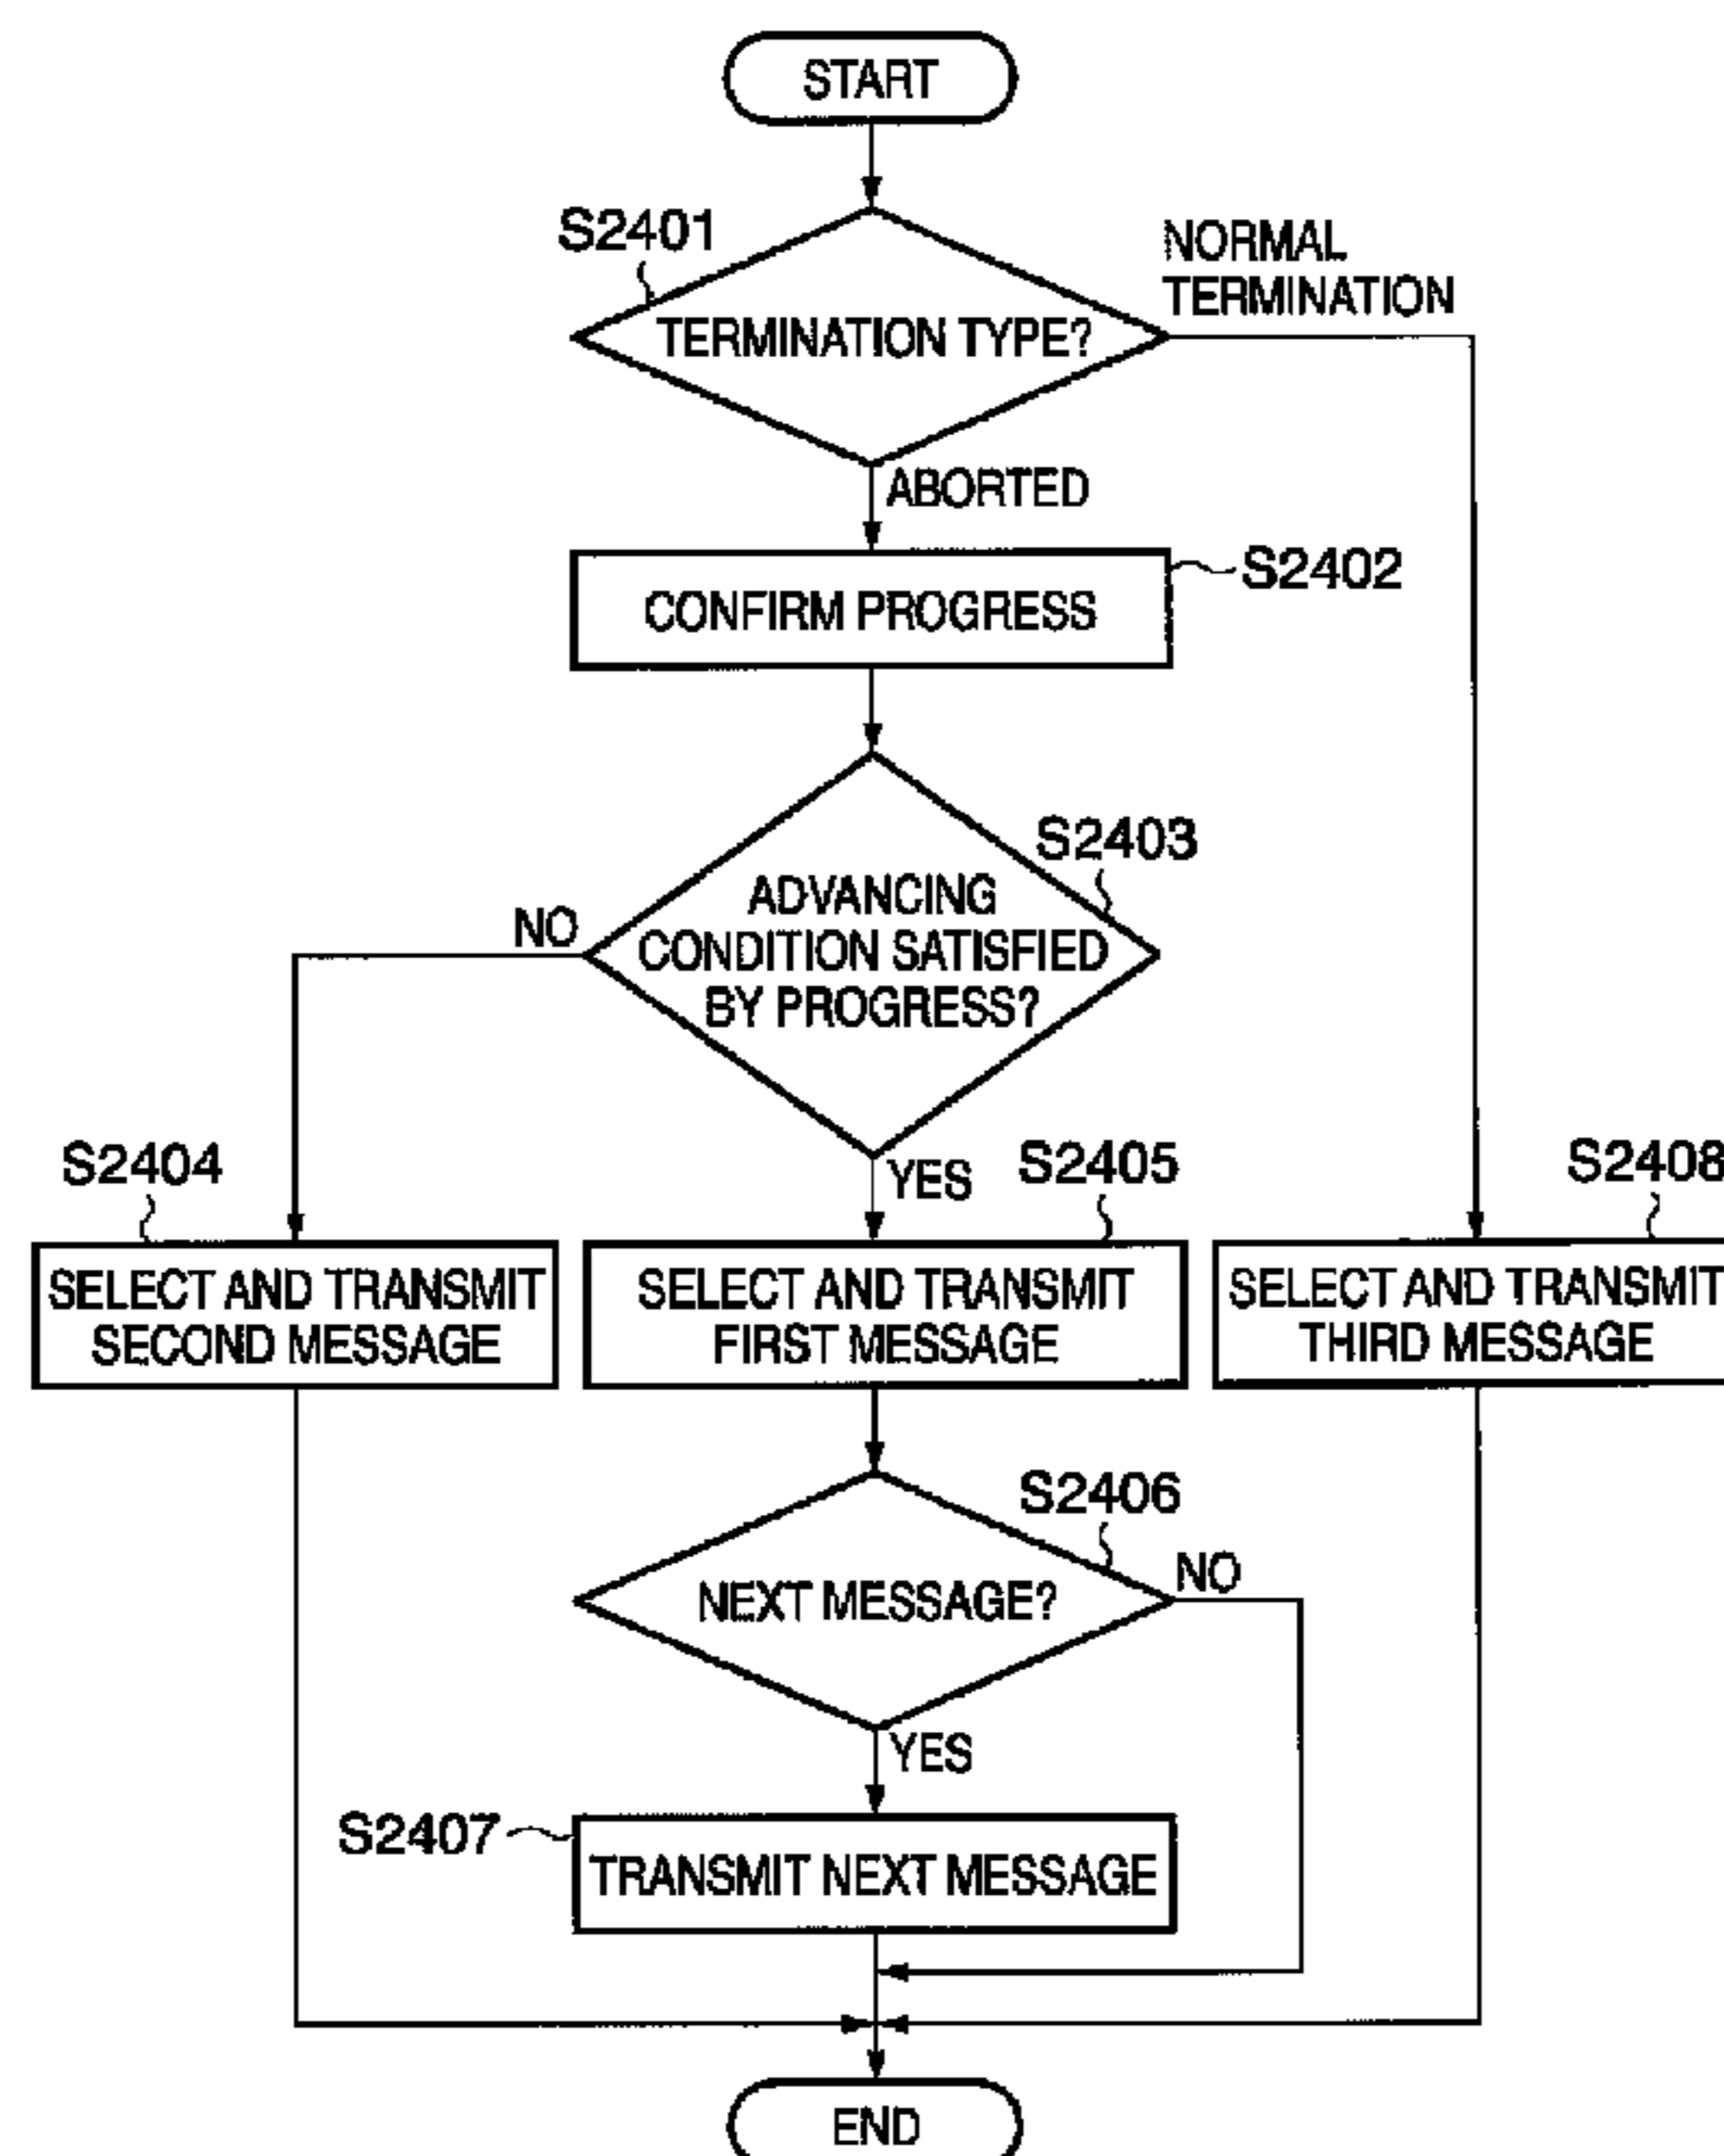 START
S2401
NORMAL
TERMINATION
TERMINATION TYPE?
ABORTED
S2402
CONFIRM PROGRESS
S2403
ADVANCING
CONDITION SATISFIED
BY PROGRESS?
NO
YES
S2404
S2405
S2408
SELECT AND TRANSMIT
SECOND MESSAGE
SELECT AND TRANSMIT
FIRST MESSAGE
SELECT AND TRANSMIT
THIRD MESSAGE
S2406
NEXT MESSAGE?
NO
YES
S2407
TRANSMIT NEXT MESSAGE
END